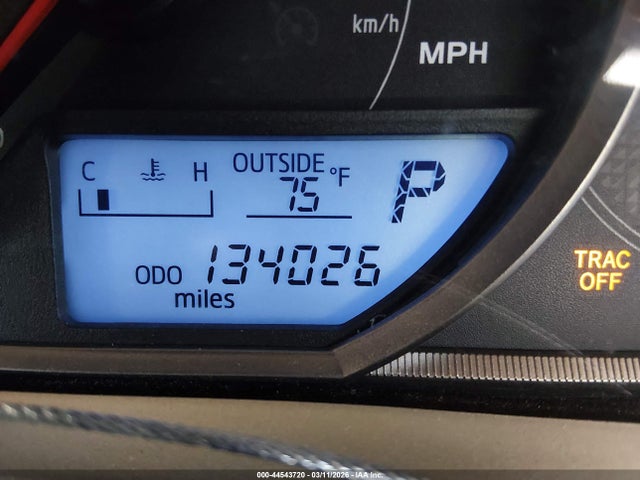 km/h
MPH
C H OUTSIDE
75 °F
P
ODO 134026
miles
TRAC
OFF
000-44543720 | 03/11/2026 | IAA Inc.